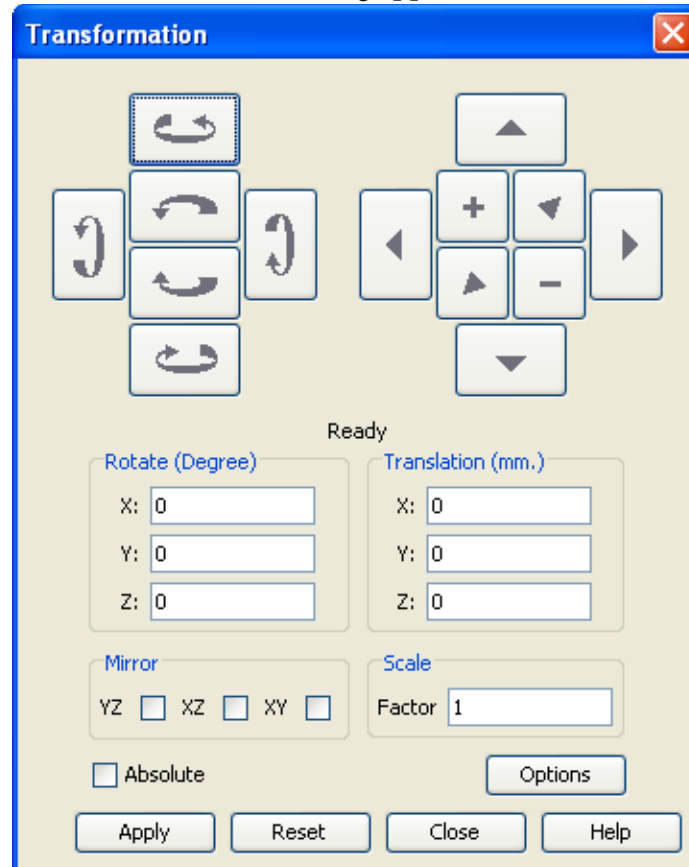 Transformation
+
−
Ready
Rotate (Degree)
X: 0
Y: 0
Z: 0
Translation (mm.)
X: 0
Y: 0
Z: 0
Mirror
YZ XZ XY
Scale
Factor 1
Absolute
Options
Apply Reset Close Help